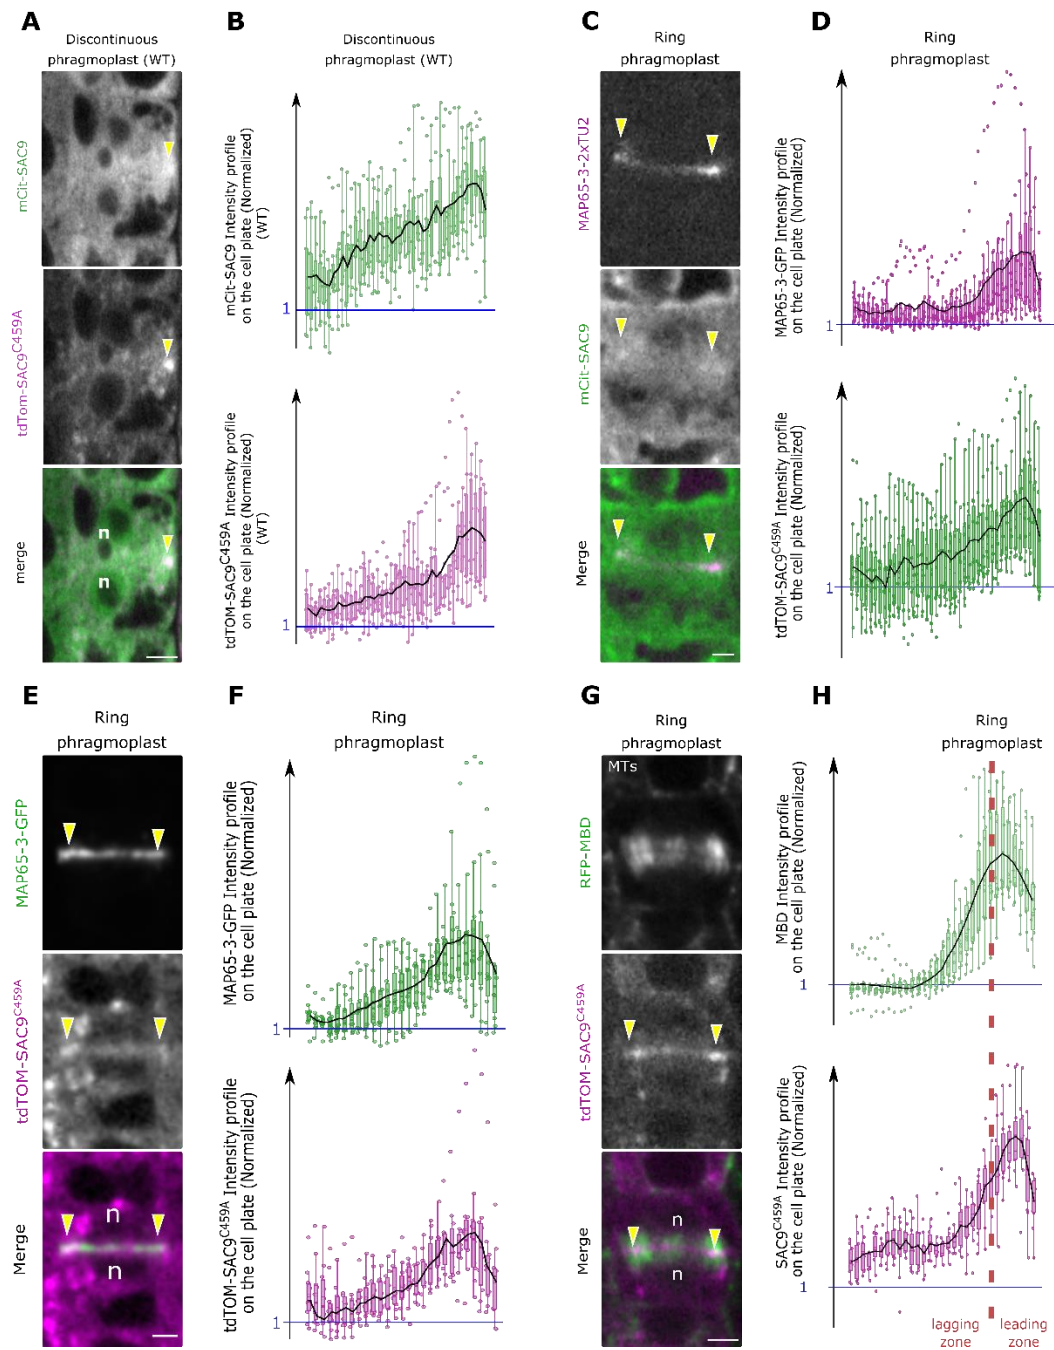 A
Discontinuous
phragmoplast (WT)
mCit-SAC9
tdTom-SAC9C459A
merge
n
n
B
Discontinuous
phragmoplast (WT)
mCit-SAC9 Intensity profile
on the cell plate (Normalized)
(WT)
1
tdTOM-SAC9C459A Intensity profile
on the cell plate (Normalized)
(WT)
1
C
Ring
phragmoplast
MAP65-3-2xTU2
mCit-SAC9
Merge
D
Ring
phragmoplast
MAP65-3-GFP Intensity profile
on the cell plate (Normalized)
1
tdTOM-SAC9C459A Intensity profile
on the cell plate (Normalized)
1
E
Ring
phragmoplast
MAP65-3-GFP
tdTOM-SAC9C459A
Merge
n
n
F
Ring
phragmoplast
MAP65-3-GFP Intensity profile
on the cell plate (Normalized)
1
tdTOM-SAC9C459A Intensity profile
on the cell plate (Normalized)
1
G
Ring
phragmoplast
MTs
RFP-MBD
tdTOM-SAC9C459A
Merge
n
n
H
Ring
phragmoplast
MBD Intensity profile
on the cell plate (Normalized)
1
SAC9C459A Intensity profile
on the cell plate (Normalized)
1
lagging
zone
leading
zone